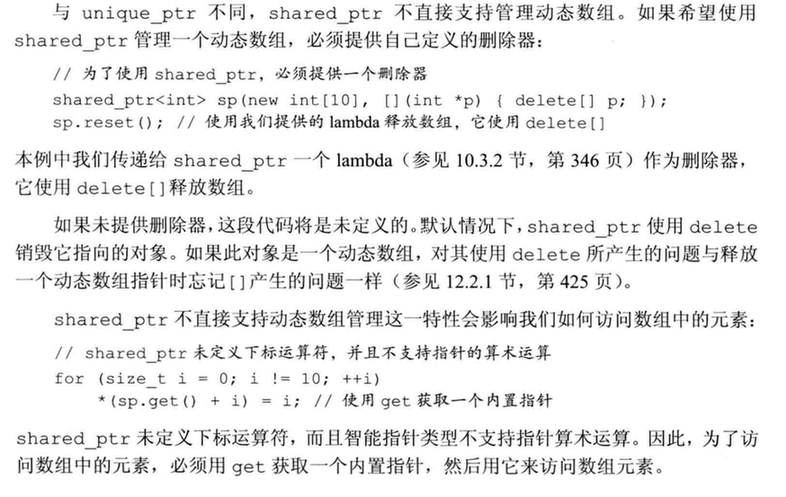 与 unique_ptr 不同，shared_ptr 不直接支持管理动态数组。如果希望使用
shared_ptr 管理一个动态数组，必须提供自己定义的删除器：
// 为了使用 shared_ptr，必须提供一个删除器
shared_ptr<int> sp(new int[10], [](int *p) { delete[] p; });
sp.reset(); // 使用我们提供的 lambda 释放数组，它使用 delete[]
本例中我们传递给 shared_ptr 一个 lambda（参见 10.3.2 节，第 346 页）作为删除器，
它使用 delete[]释放数组。
如果未提供删除器，这段代码将是未定义的。默认情况下，shared_ptr 使用 delete
销毁它指向的对象。如果此对象是一个动态数组，对其使用 delete 所产生的问题与释放
一个动态数组指针时忘记[]产生的问题一样（参见 12.2.1 节，第 425 页）。
shared_ptr 不直接支持动态数组管理这一特性会影响我们如何访问数组中的元素：
// shared_ptr 未定义下标运算符，并且不支持指针的算术运算
for (size_t i = 0; i != 10; ++i)
*(sp.get() + i) = i; // 使用 get 获取一个内置指针
shared_ptr 未定义下标运算符，而且智能指针类型不支持指针算术运算。因此，为了访
问数组中的元素，必须用 get 获取一个内置指针，然后用它来访问数组元素。